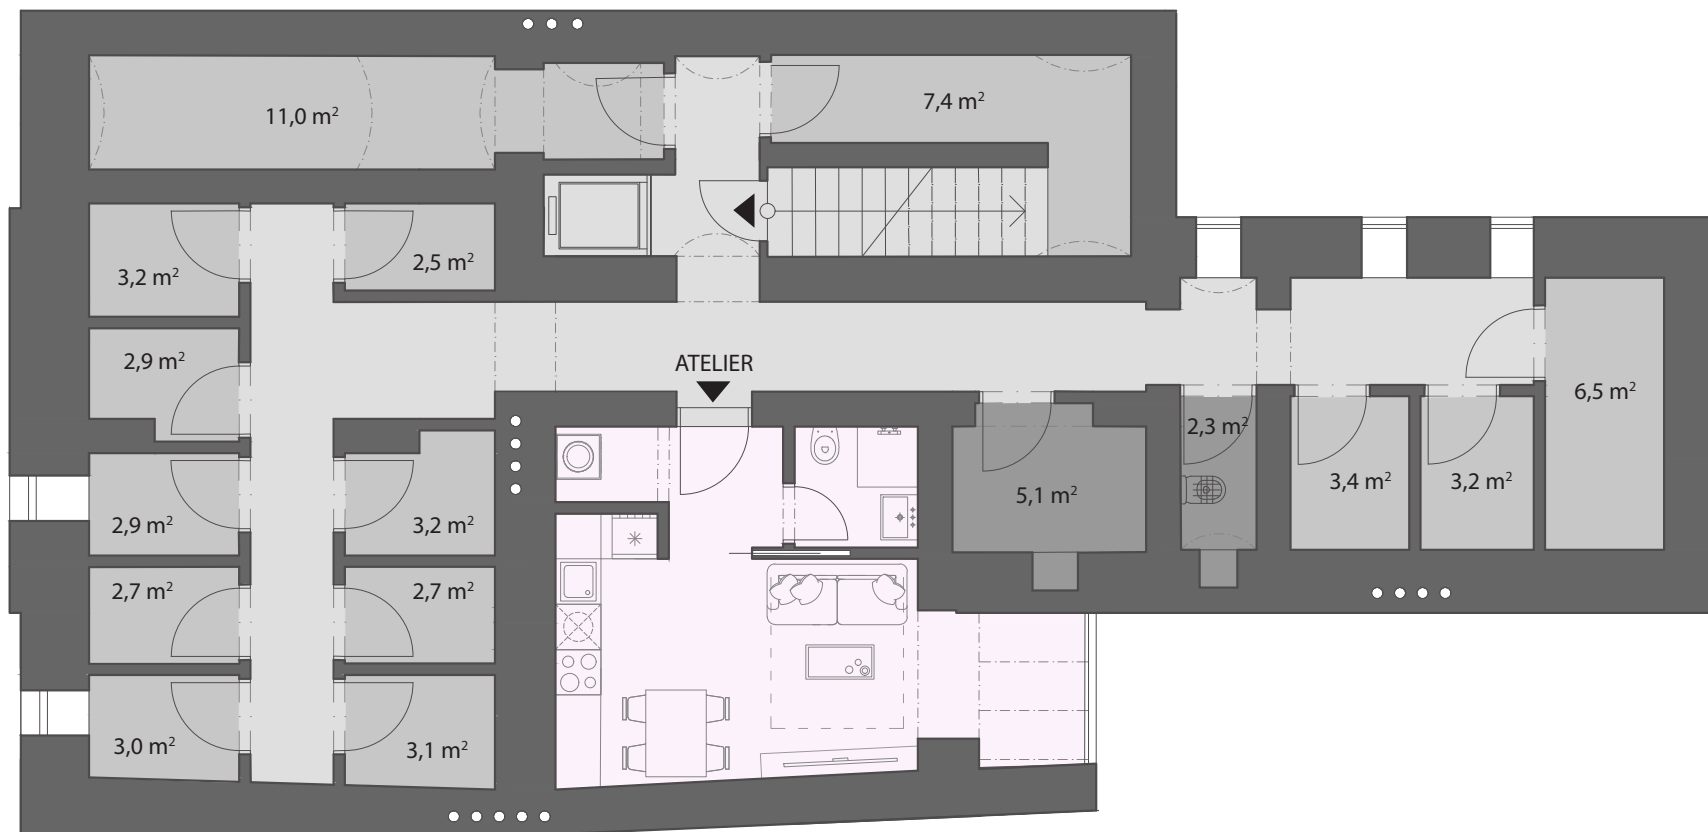 11,0 m²
7,4 m²
3,2 m²
2,5 m²
2,9 m²
ATELIER
6,5 m²
2,3 m²
2,9 m²
3,2 m²
5,1 m²
3,4 m²
3,2 m²
2,7 m²
2,7 m²
3,0 m²
3,1 m²